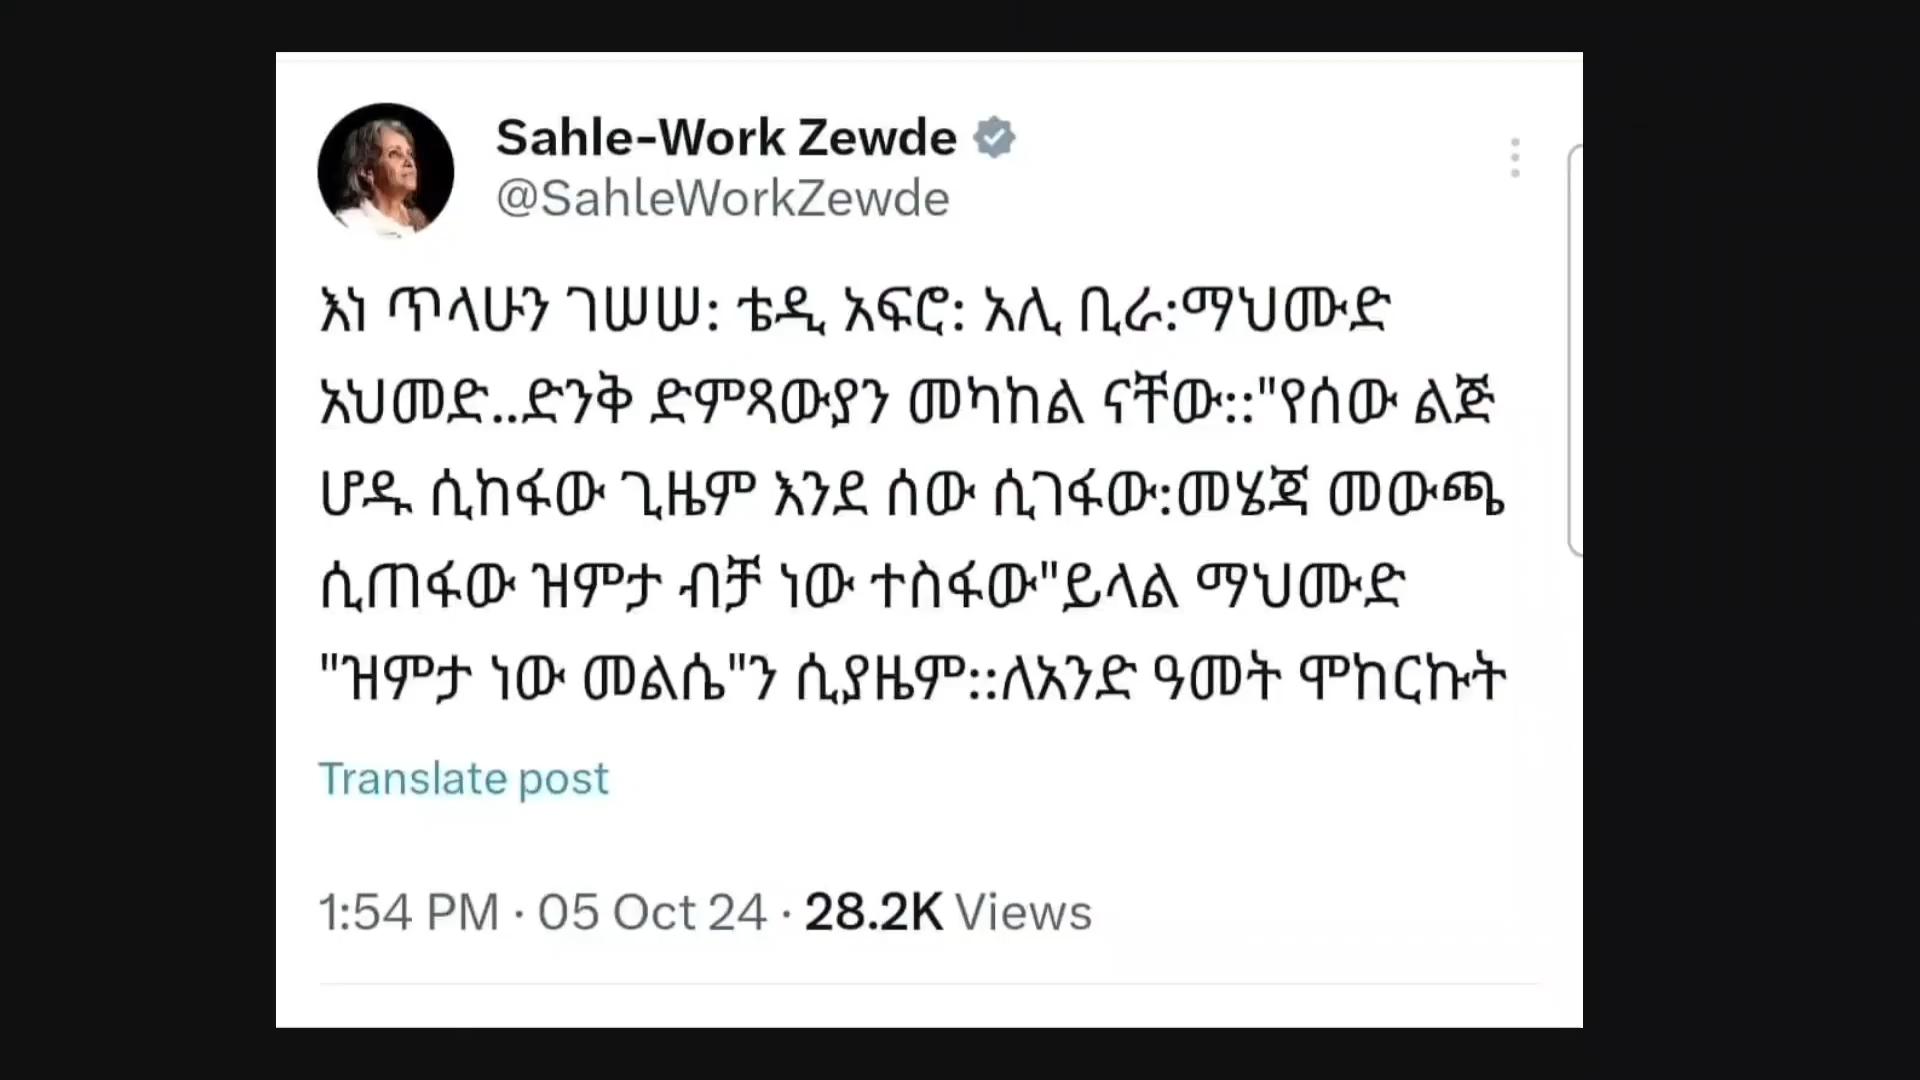 Sahle-Work Zewde
@SahleWorkZewde
እነ ጥላሁን ገሠሠ: ቴዲ አፍሮ: አሊ ቢራ:ማህሙድ
አህመድ..ድንቅ ድምጻውያን መካከል ናቸው::"የሰው ልጅ
ሆዱ ሲከፋው ጊዜም እንደ ሰው ሲገፋው:መሄጃ መውጫ
ሲጠፋው ዝምታ ብቻ ነው ተስፋው"ይላል ማህሙድ
"ዝምታ ነው መልሴ"ን ሲያዜም::ለአንድ ዓመት ሞከርኩት
Translate post
1:54 PM · 05 Oct 24 · 28.2K Views